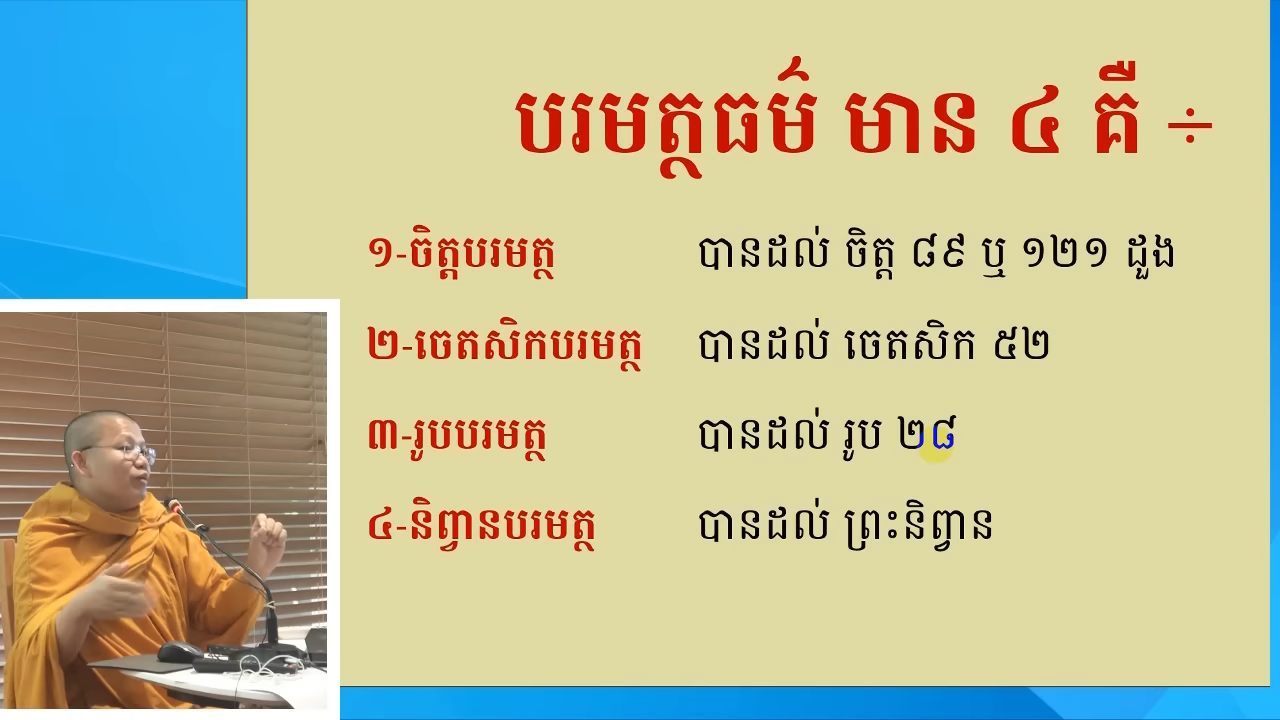 បរមត្ថធម៌ មាន ៤ គឺ ÷
១-ចិត្តបរមត្ថ បានដល់ ចិត្ត ៨៩ ឬ ១២១ ដួង
២-ចេតសិកបរមត្ថ បានដល់ ចេតសិក ៥២
៣-រូបបរមត្ថ បានដល់ រូប ២៨
៤-និព្វានបរមត្ថ បានដល់ ព្រះនិព្វាន